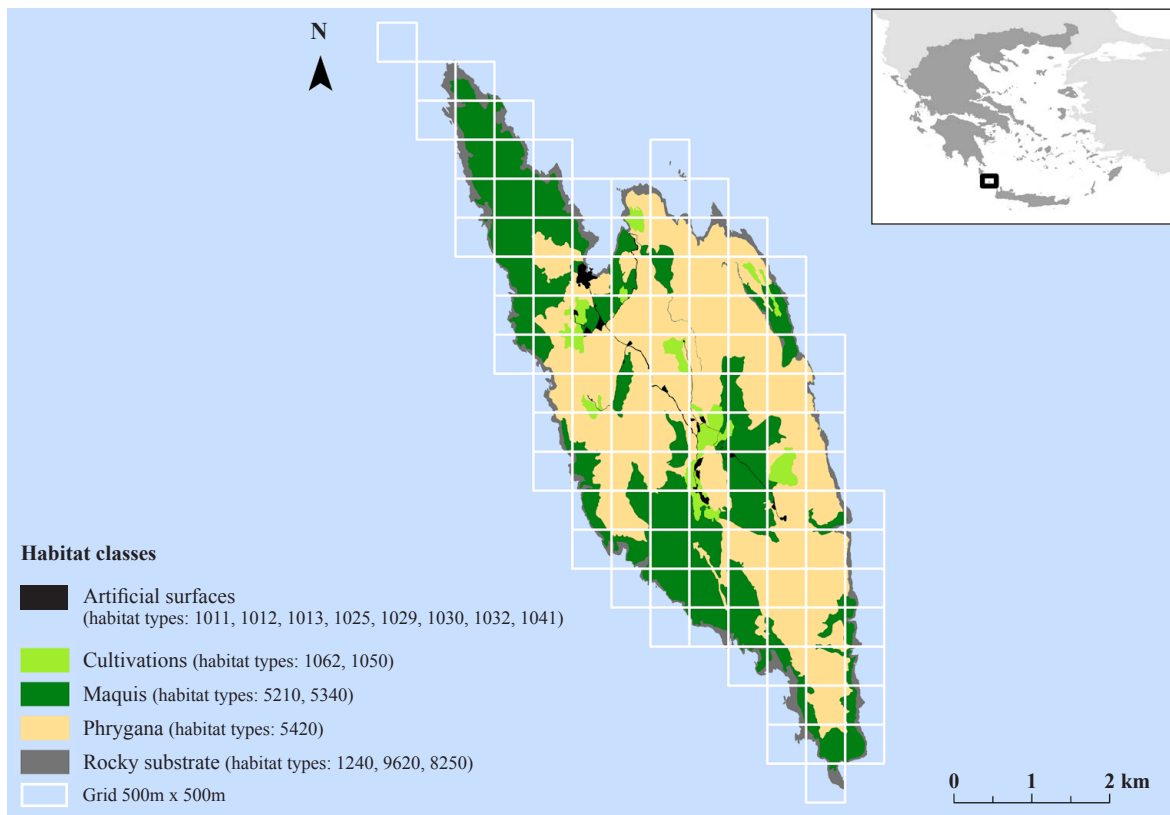 N
Habitat classes
Artificial surfaces
(habitat types: 1011, 1012, 1013, 1025, 1029, 1030, 1032, 1041)
Cultivations (habitat types: 1062, 1050)
Maquis (habitat types: 5210, 5340)
Phrygana (habitat types: 5420)
Rocky substrate (habitat types: 1240, 9620, 8250)
Grid 500m x 500m
0 1 2 km